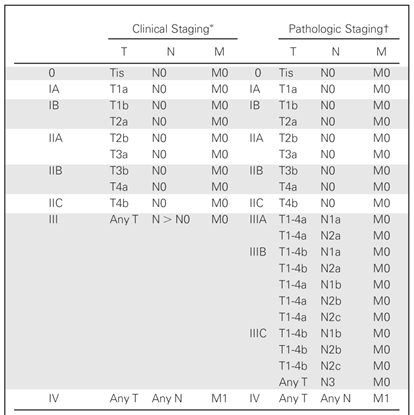 Clinical Staging* Pathologic Staging†
T N M T N M
0 Tis N0 M0 0 Tis N0 M0
IA T1a N0 M0 IA T1a N0 M0
IB T1b N0 M0 IB T1b N0 M0
T2a N0 M0 T2a N0 M0
IIA T2b N0 M0 IIA T2b N0 M0
T3a N0 M0 T3a N0 M0
IIB T3b N0 M0 IIB T3b N0 M0
T4a N0 M0 T4a N0 M0
IIC T4b N0 M0 IIC T4b N0 M0
III Any T N > N0 M0 IIIA T1-4a N1a M0
T1-4a N2a M0
IIIB T1-4b N1a M0
T1-4b N2a M0
T1-4a N1b M0
T1-4a N2b M0
T1-4a N2c M0
IIIC T1-4b N1b M0
T1-4b N2b M0
T1-4b N2c M0
Any T N3 M0
IV Any T Any N M1 IV Any T Any N M1